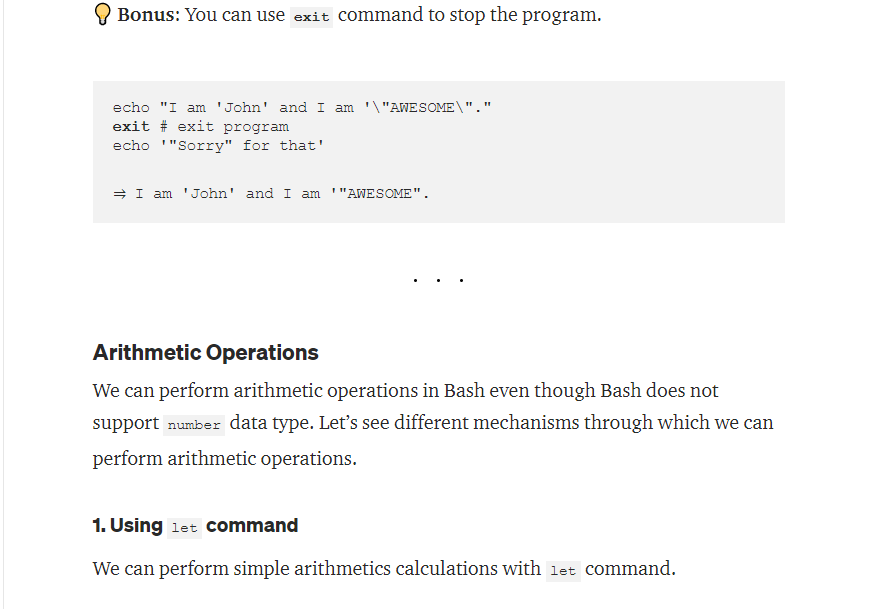 💡 Bonus: You can use exit command to stop the program.
echo "I am 'John' and I am '\"AWESOME\"."
exit # exit program
echo '"Sorry" for that'
⇒ I am 'John' and I am '"AWESOME".
. . .
Arithmetic Operations
We can perform arithmetic operations in Bash even though Bash does not
support number data type. Let’s see different mechanisms through which we can
perform arithmetic operations.
1. Using let command
We can perform simple arithmetics calculations with let command.